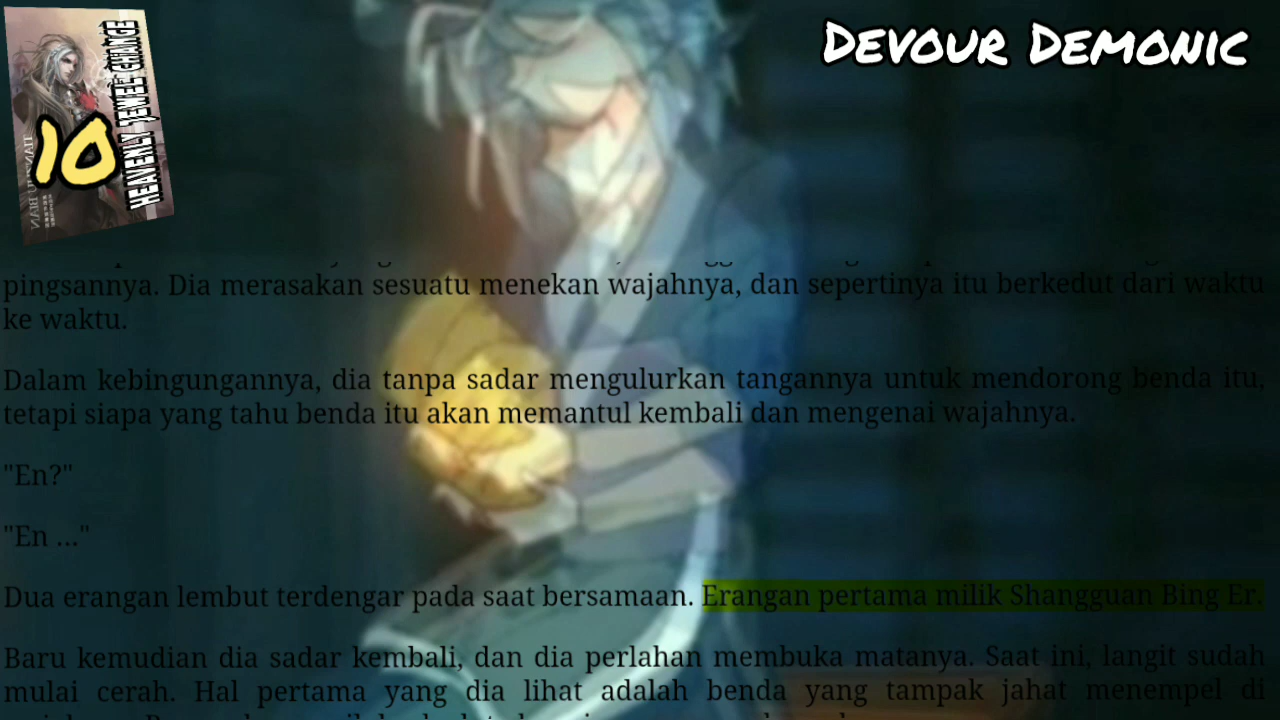 DEVOUR DEMONIC
HEAVENLY JEWEL CHANGE
10
pingsannya. Dia merasakan sesuatu menekan wajahnya, dan sepertinya itu berkedut dari waktu
ke waktu.
Dalam kebingungannya, dia tanpa sadar mengulurkan tangannya untuk mendorong benda itu,
tetapi siapa yang tahu benda itu akan memantul kembali dan mengenai wajahnya.
"En?"
"En ..."
Dua erangan lembut terdengar pada saat bersamaan. Erangan pertama milik Shangguan Bing Er.
Baru kemudian dia sadar kembali, dan dia perlahan membuka matanya. Saat ini, langit sudah
mulai cerah. Hal pertama yang dia lihat adalah benda yang tampak jahat menempel di